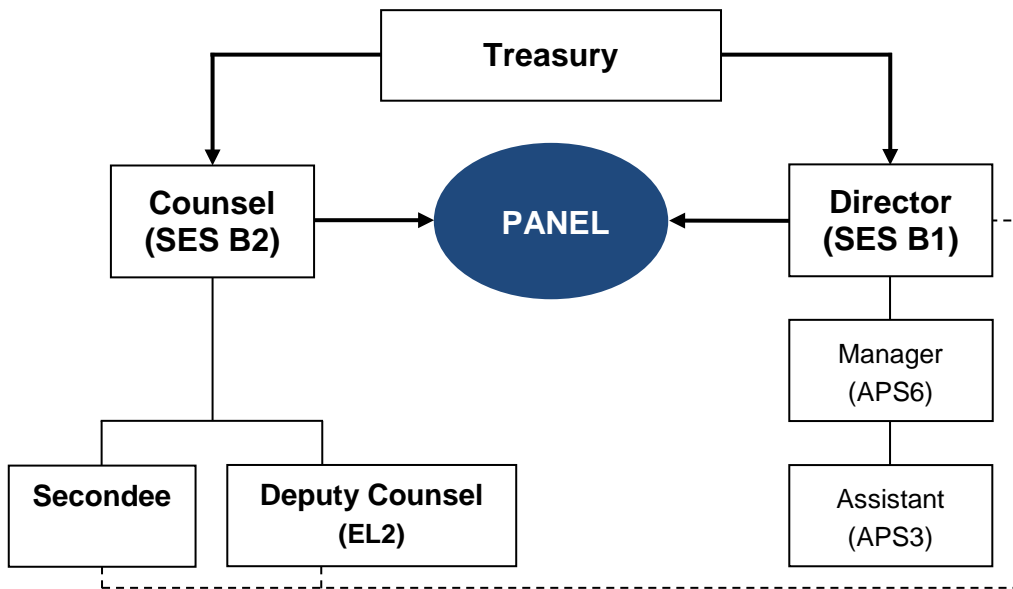 Treasury
Counsel
(SES B2)
PANEL
Director
(SES B1)
Manager
(APS6)
Secondee
Deputy Counsel
(EL2)
Assistant
(APS3)